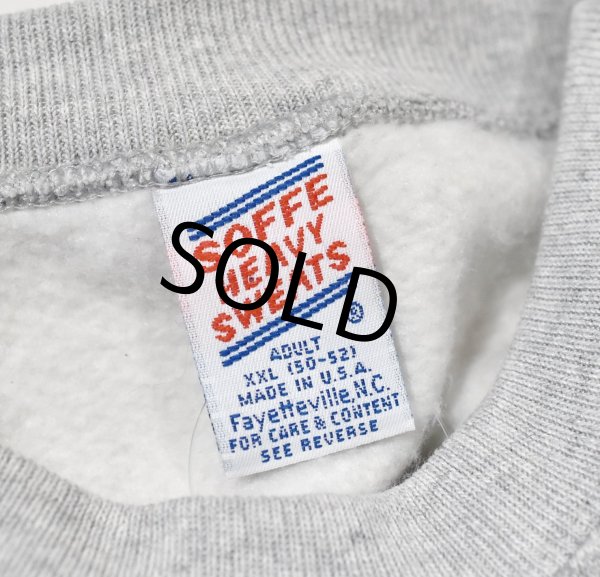 SOFFE
HEAVY
SWEATS
®
SOLD
ADULT
XXL (50-52)
MADE IN U.S.A.
Fayetteville, N.C.
FOR CARE & CONTENT
SEE REVERSE